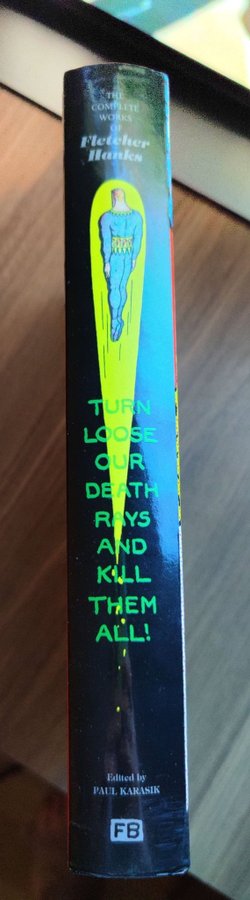 THE
COMPLETE
WORKS
OF
Fletcher
Hanks
TURN
LOOSE
OUR
DEATH
RAYS
AND
KILL
THEM
ALL!
Edited by
PAUL KARASIK
FB